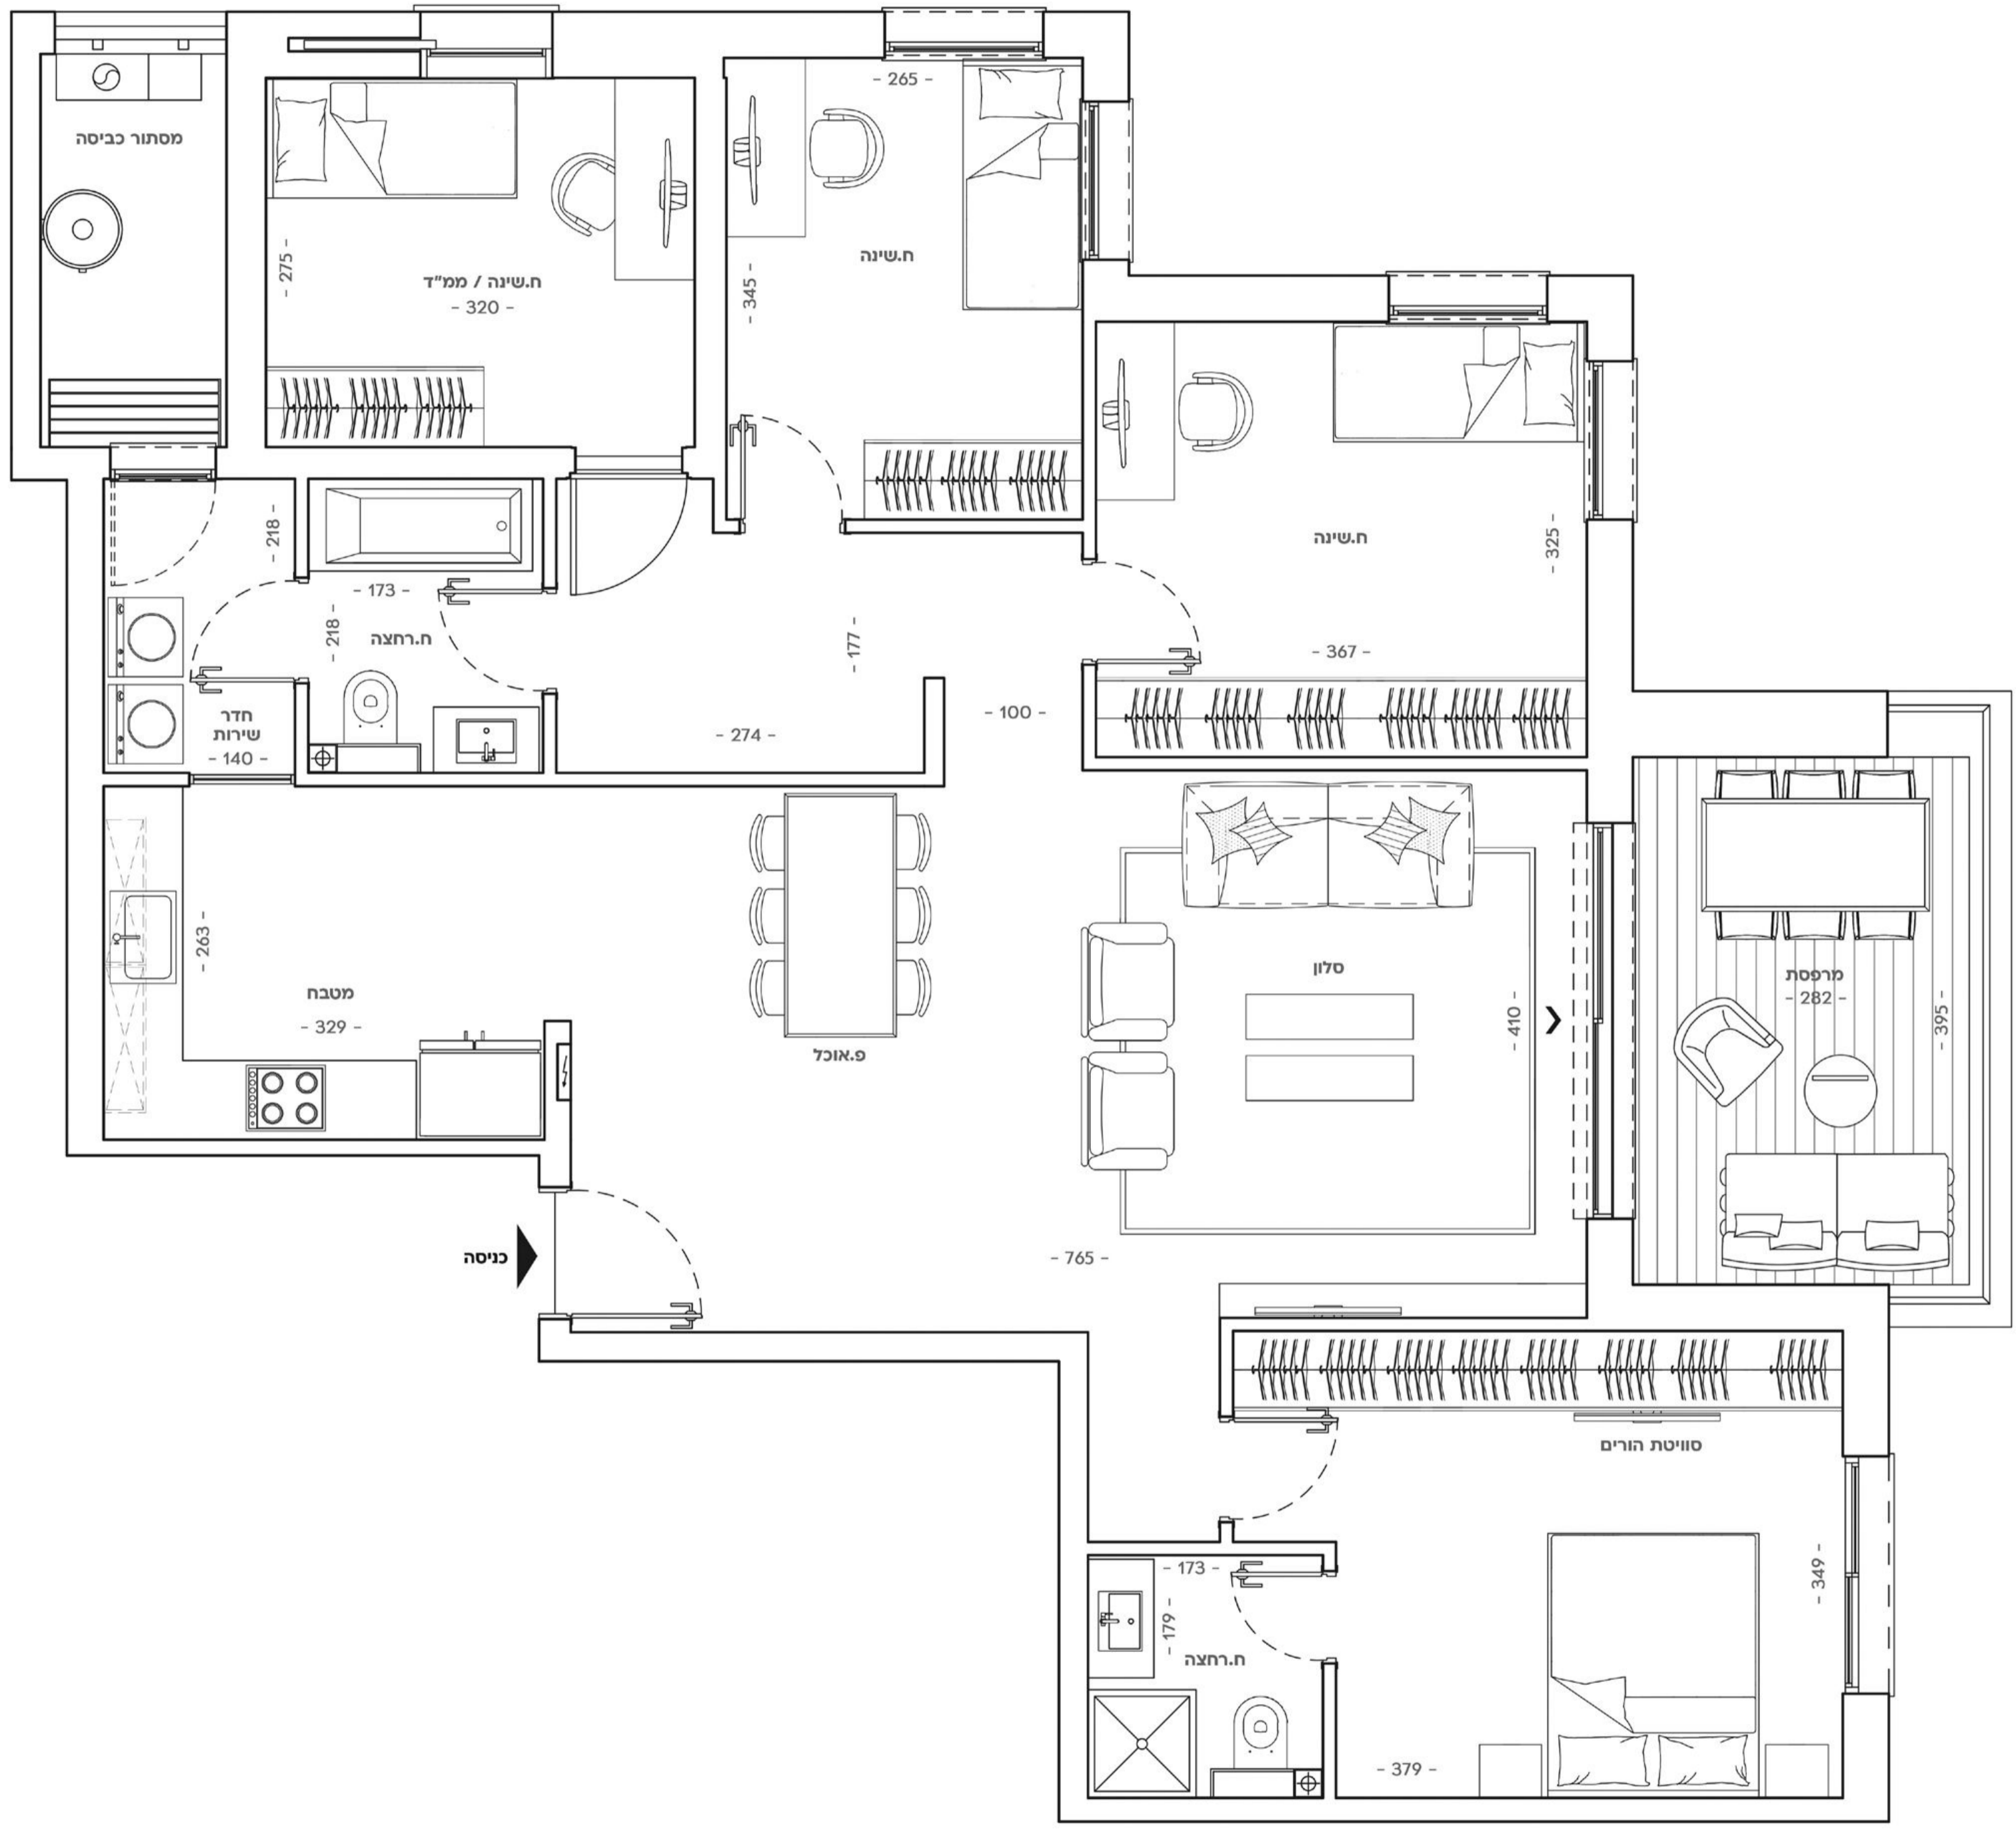 - 265 -
מסתור כביסה
- 275 -
ח.שינה / ממ"ד
- 320 -
ח.שינה
- 345 -
ח.שינה
- 325 -
- 367 -
- 218 -
- 173 -
- 218 -
ח.רחצה
- 177 -
חדר
שירות
- 140 -
- 274 -
- 100 -
- 263 -
מטבח
- 329 -
פ.אוכל
סלון
- 410 -
מרפסת
- 282 -
- 395 -
כניסה
- 765 -
סוויטת הורים
- 349 -
- 173 -
- 179 -
ח.רחצה
- 379 -